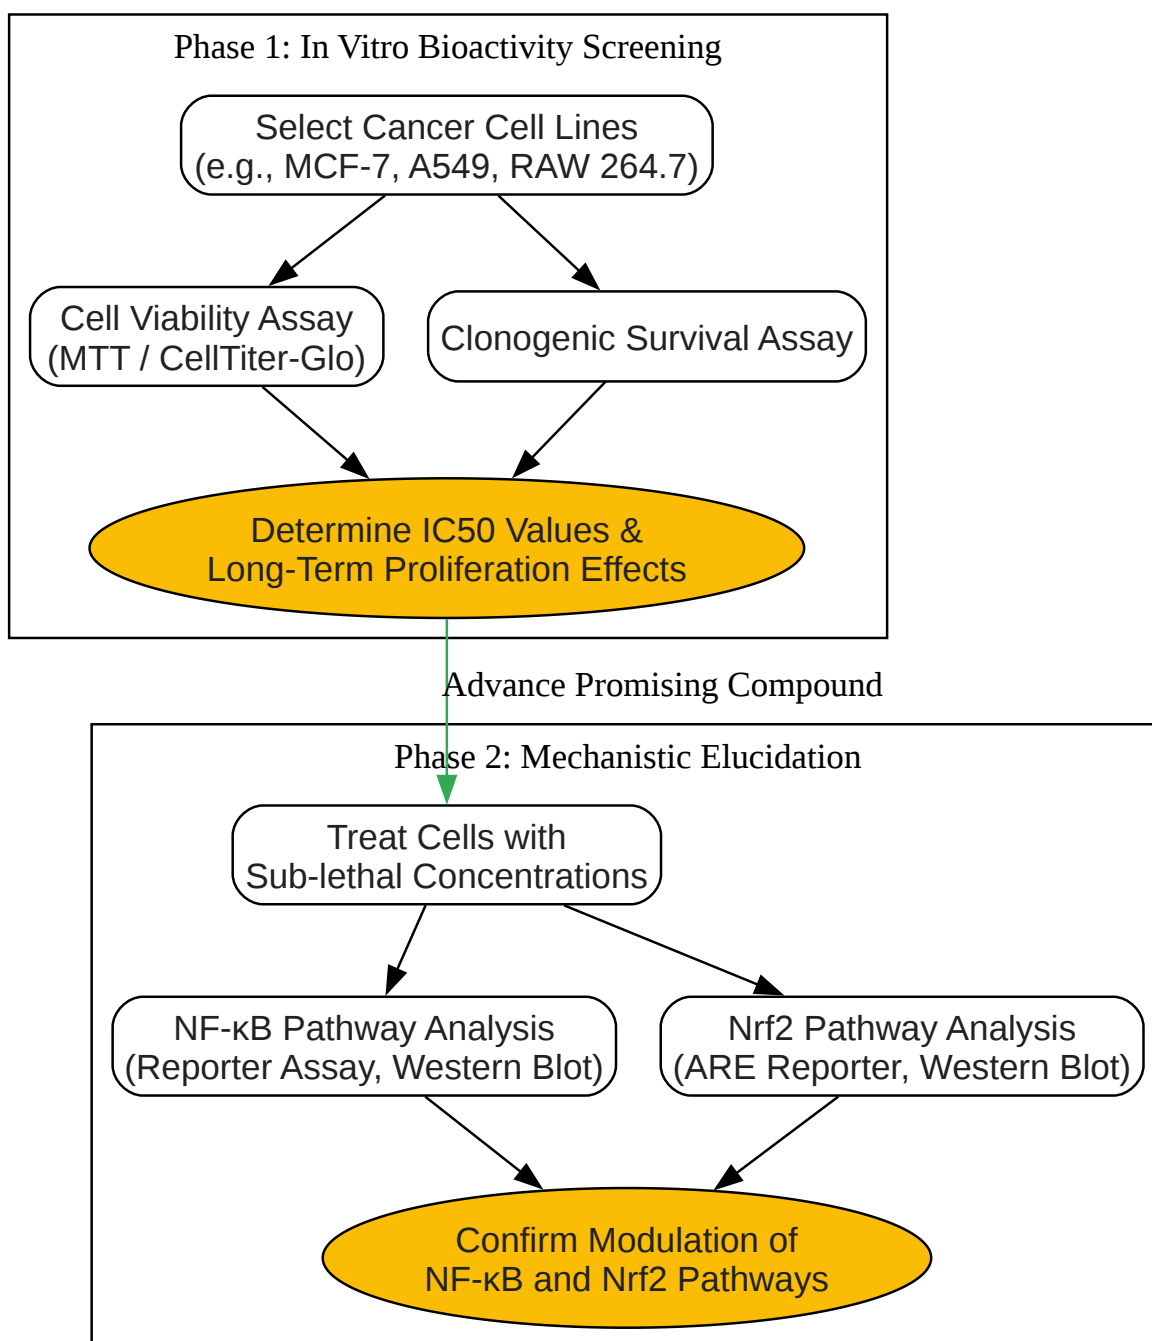 Phase 1: In Vitro Bioactivity Screening
Select Cancer Cell Lines
(e.g., MCF-7, A549, RAW 264.7)
Cell Viability Assay
(MTT / CellTiter-Glo)
Clonogenic Survival Assay
Determine IC50 Values &
Long-Term Proliferation Effects
Advance Promising Compound
Phase 2: Mechanistic Elucidation
Treat Cells with
Sub-lethal Concentrations
NF-κB Pathway Analysis
(Reporter Assay, Western Blot)
Nrf2 Pathway Analysis
(ARE Reporter, Western Blot)
Confirm Modulation of
NF-κB and Nrf2 Pathways